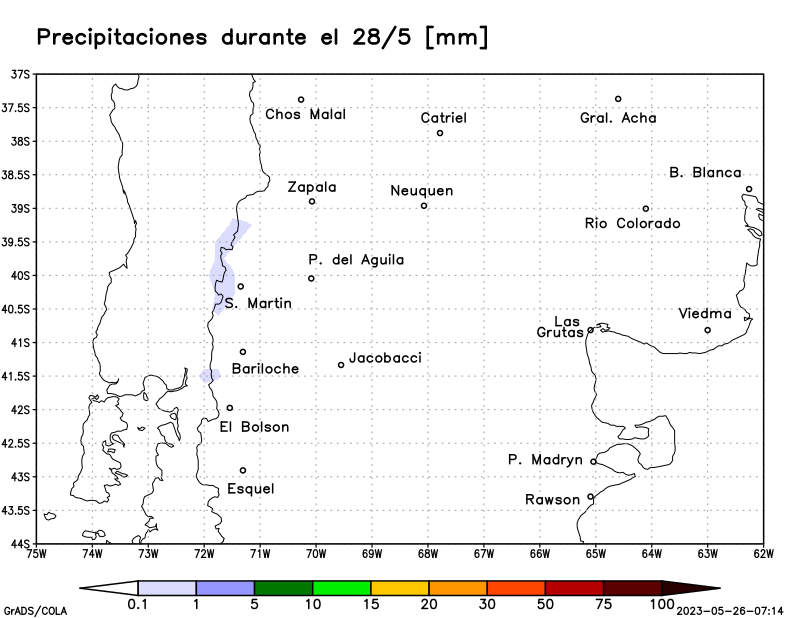 Precipitaciones durante el 28/5 [mm]
37S
37.5S
Chos Malal
Catriel
Gral. Acha
38S
38.5S
B. Blanca
Zapala
Neuquen
39S
Rio Colorado
39.5S
P. del Aguila
40S
S. Martin
40.5S
Viedma
Las
Grutas
41S
Jacobacci
Bariloche
41.5S
42S
El Bolson
42.5S
P. Madryn
43S
Esquel
Rawson
43.5S
44S
75W 74W 73W 72W 71W 70W 69W 68W 67W 66W 65W 64W 63W 62W
0.1 1 5 10 15 20 30 50 75 100
GrADS/COLA
2023-05-26-07:14